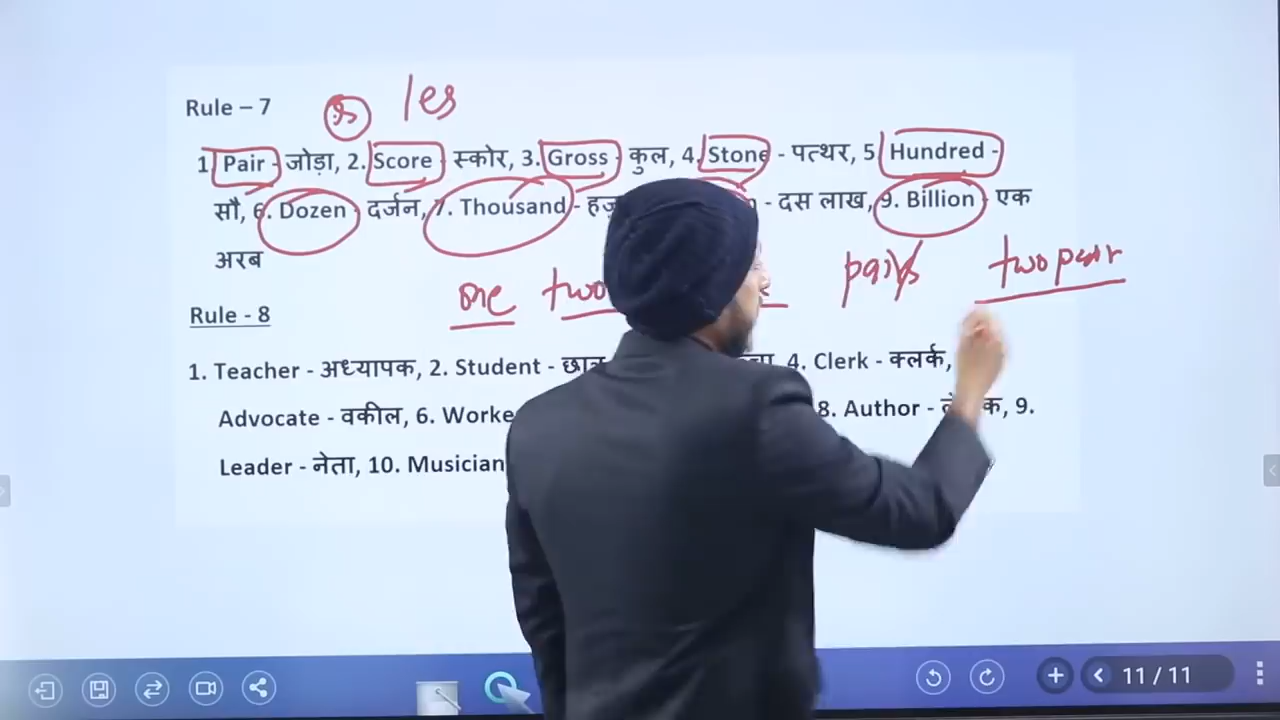 Rule – 7
s / es
1. Pair - जोड़ा, 2. Score - स्कोर, 3. Gross - कुल, 4. Stone - पत्थर, 5 Hundred -
सौ, 6. Dozen - दर्जन, 7. Thousand - - दस लाख, 9. Billion - एक
अरब
one two pairs two pair
Rule - 8
1. Teacher - अध्यापक, 2. Student - छात्र 4. Clerk - क्लर्क,
Advocate - वकील, 6. 8. Author - 9.
Leader - नेता, 10. Musician
11 / 11